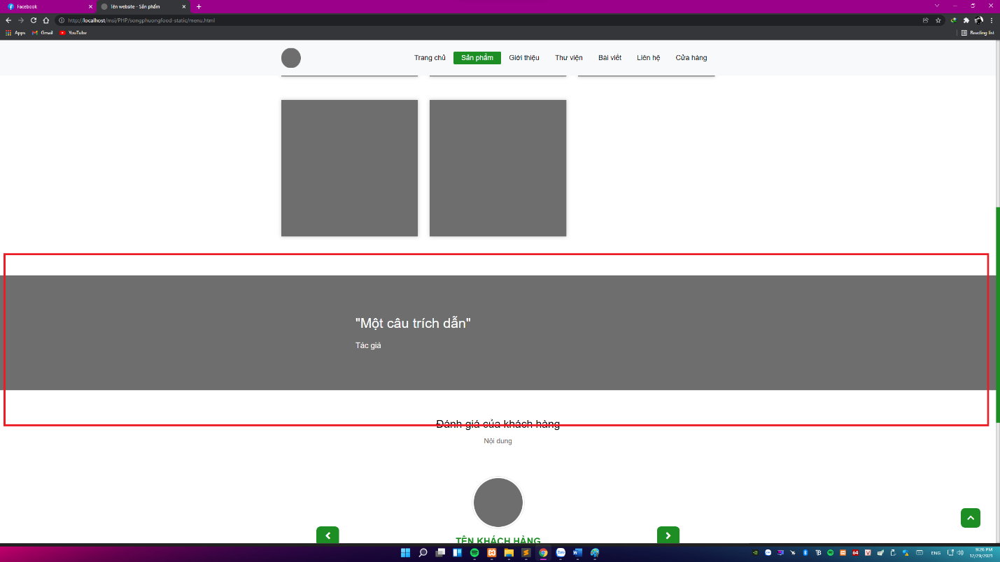 Facebook
Tên website - Sản phẩm
http://localhost/msi/PHP/songphuongfood-static/menu.html
Apps Gmail YouTube Reading list
Trang chủ Sản phẩm Giới thiệu Thư viện Bài viết Liên hệ Cửa hàng
"Một câu trích dẫn"
Tác giả
Đánh giá của khách hàng
Nội dung
TÊN KHÁCH HÀNG
ENG
9:26 PM
12/29/2021